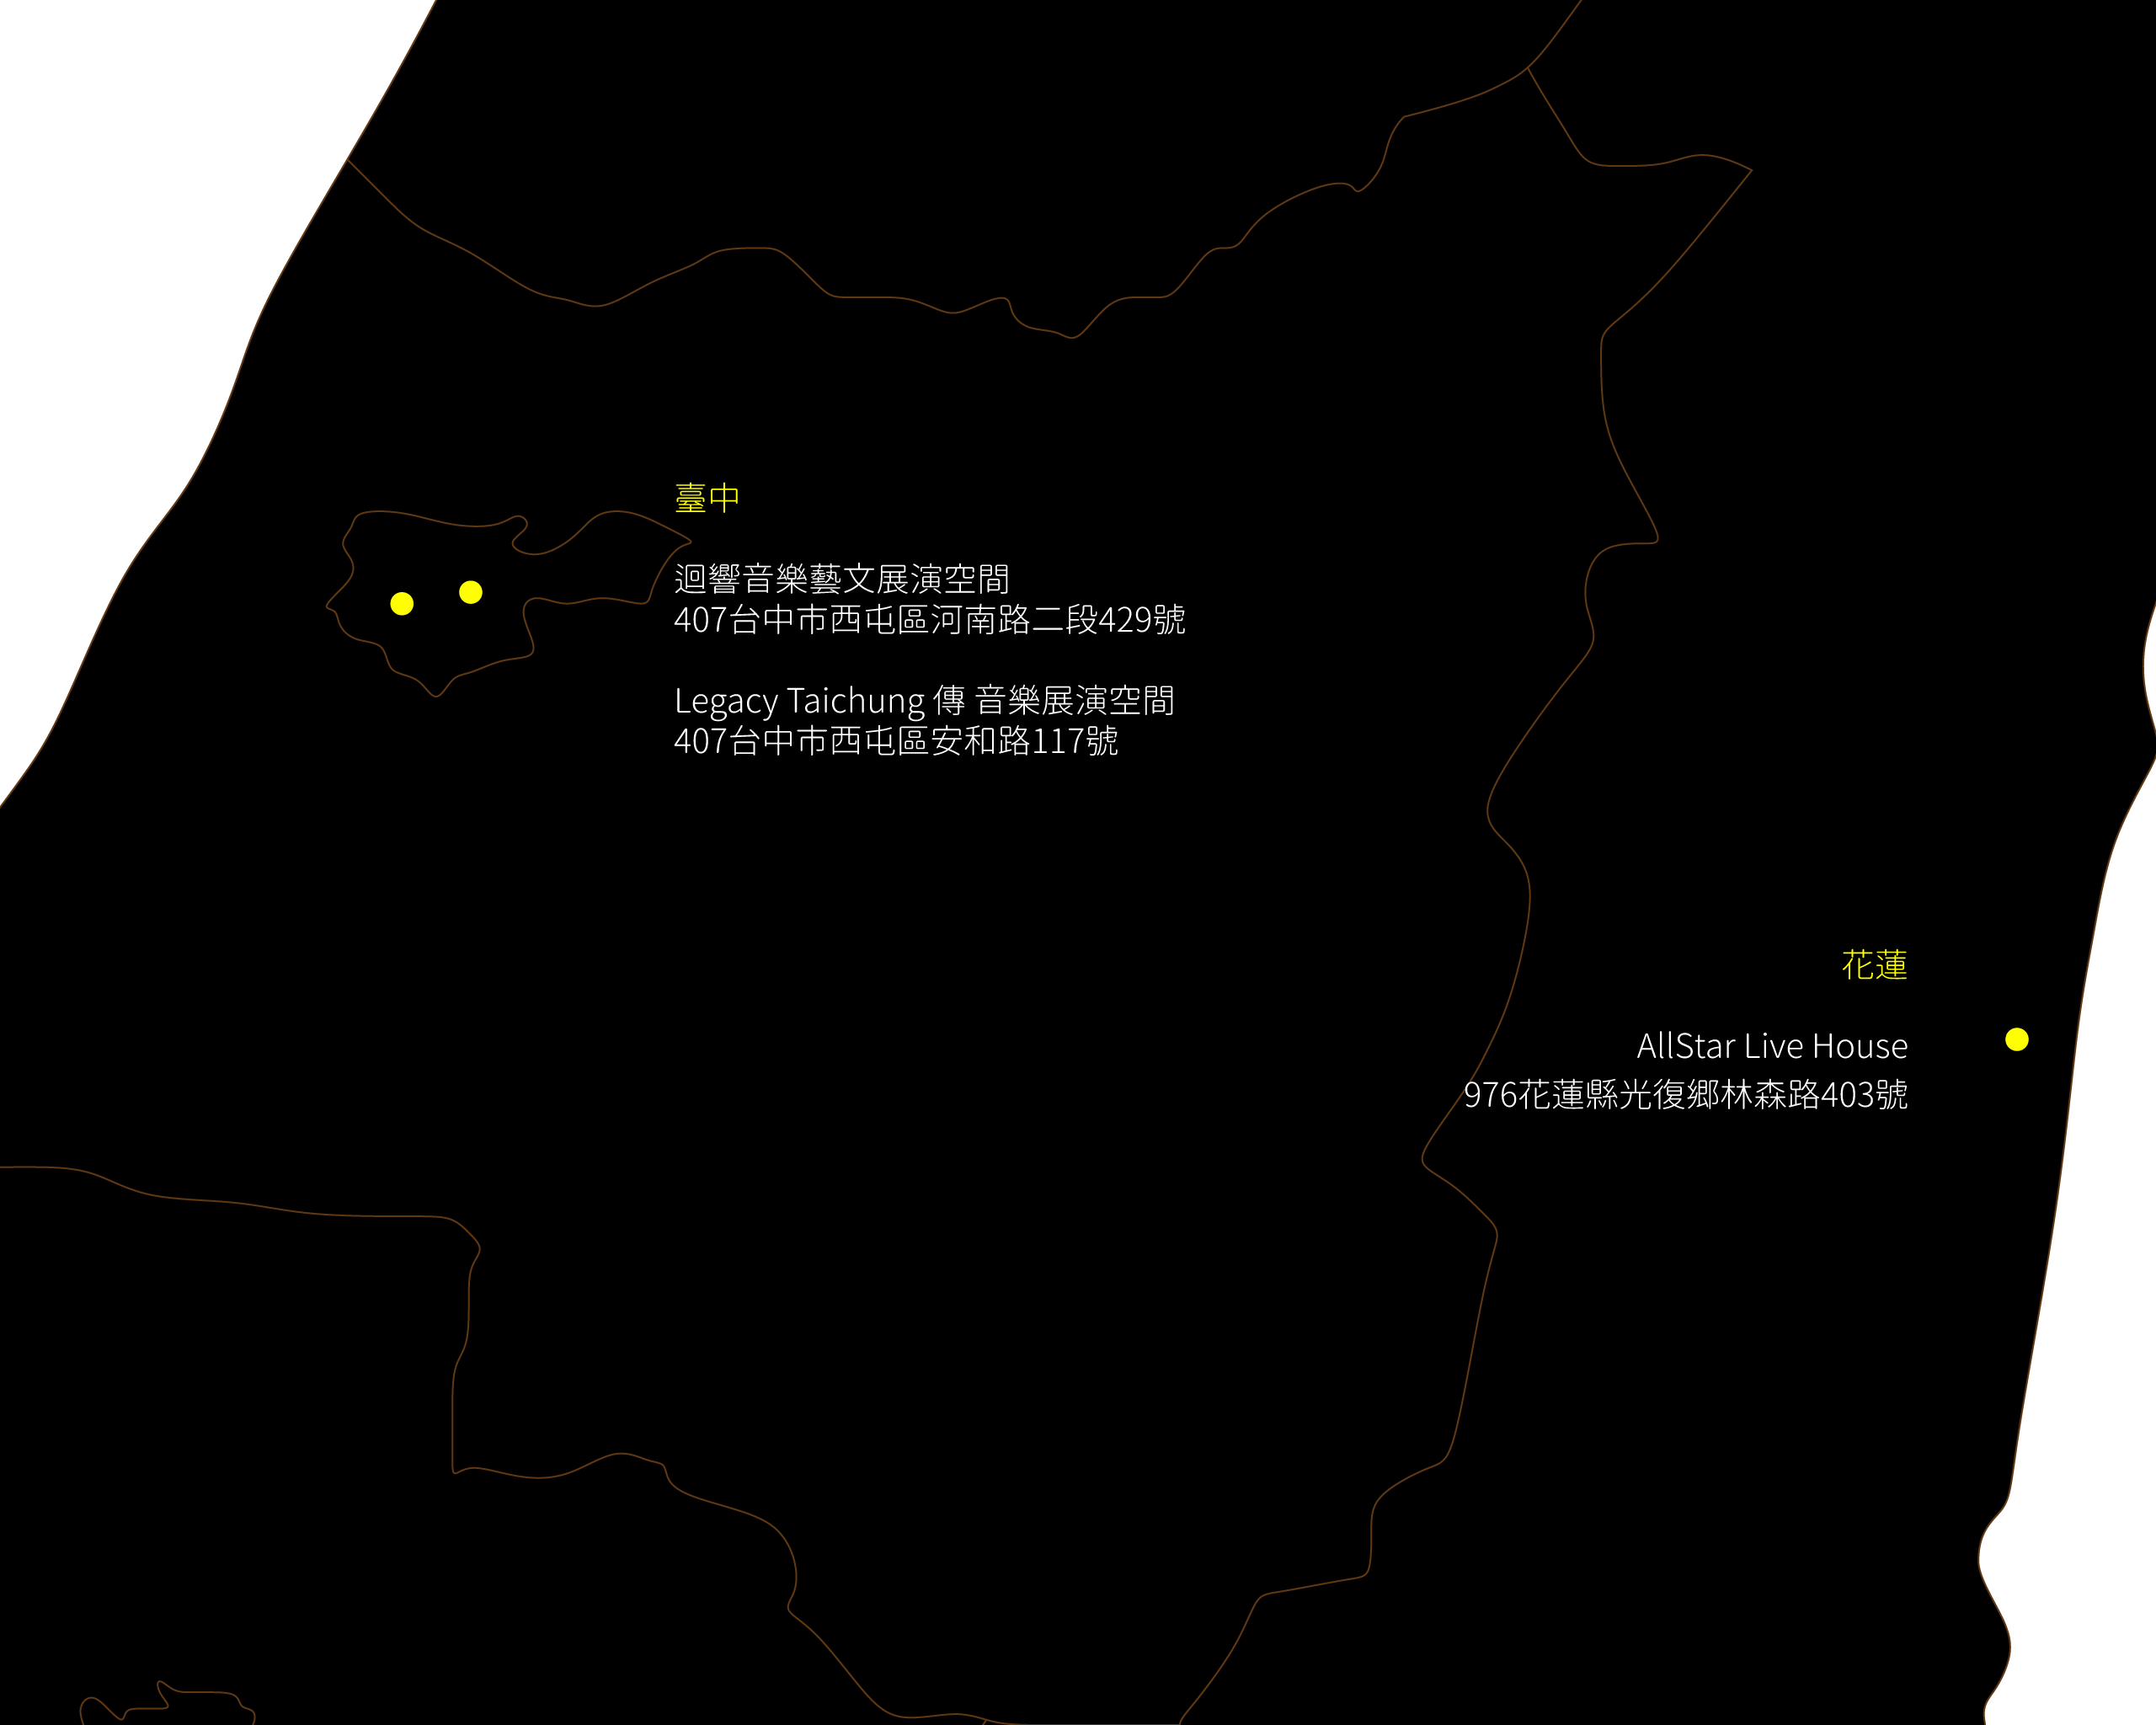 臺中
迴響音樂藝文展演空間
407台中市西屯區河南路二段429號
Legacy Taichung 傳 音樂展演空間
407台中市西屯區安和路117號
花蓮
AllStar Live House
976花蓮縣光復鄉林森路403號